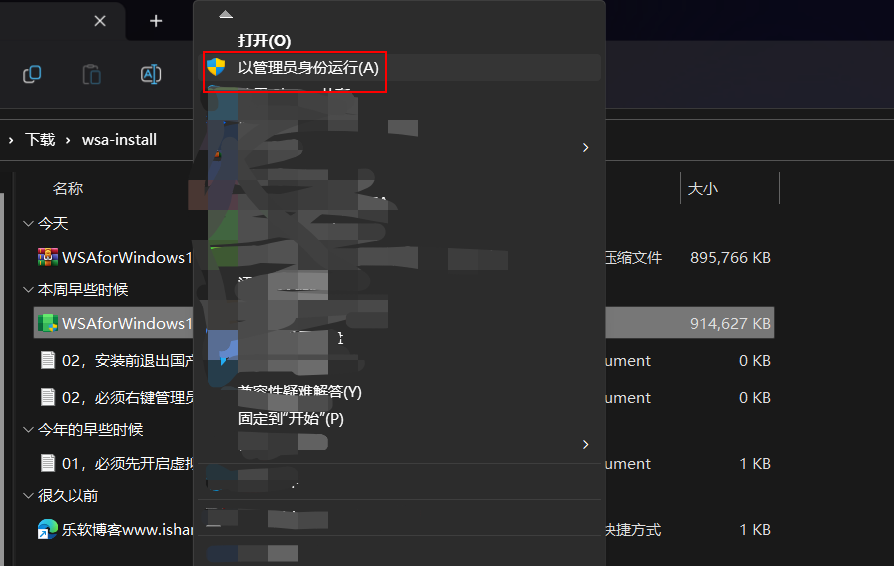 打开(O)
以管理员身份运行(A)
下载
wsa-install
名称
大小
今天
WSAforWindows1
压缩文件
895,766 KB
本周早些时候
WSAforWindows1
914,627 KB
02，安装前退出国产
ument
0 KB
02，必须右键管理员
ument
0 KB
兼容性疑难解答(Y)
固定到"开始"(P)
今年的早些时候
01，必须先开启虚拟
ument
1 KB
很久以前
乐软博客www.ishar
快捷方式
1 KB